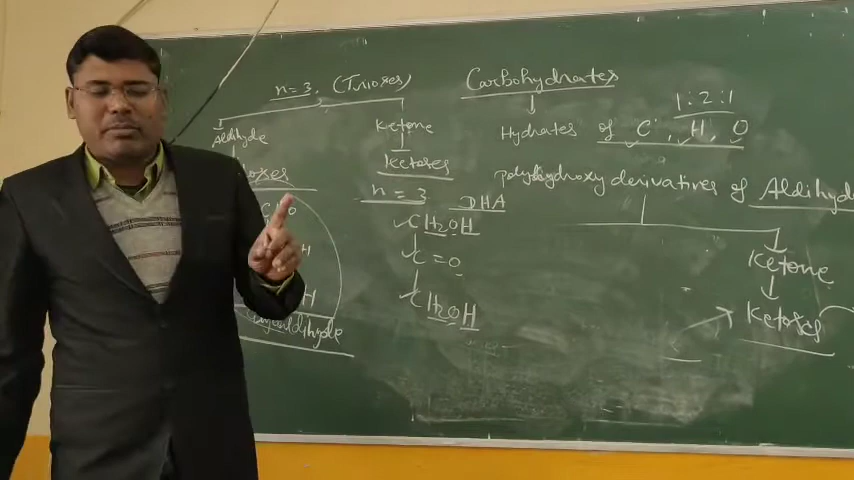 n = 3. (Trioses)
Aldehyde
Ketone
Ketoses
n = 3
DHA
CH2OH
C = O
CH2OH
Carbohydrates
1:2:1
Hydrates of C, H, O
polyhydroxy derivatives of Aldehyd
Ketone
Ketoses